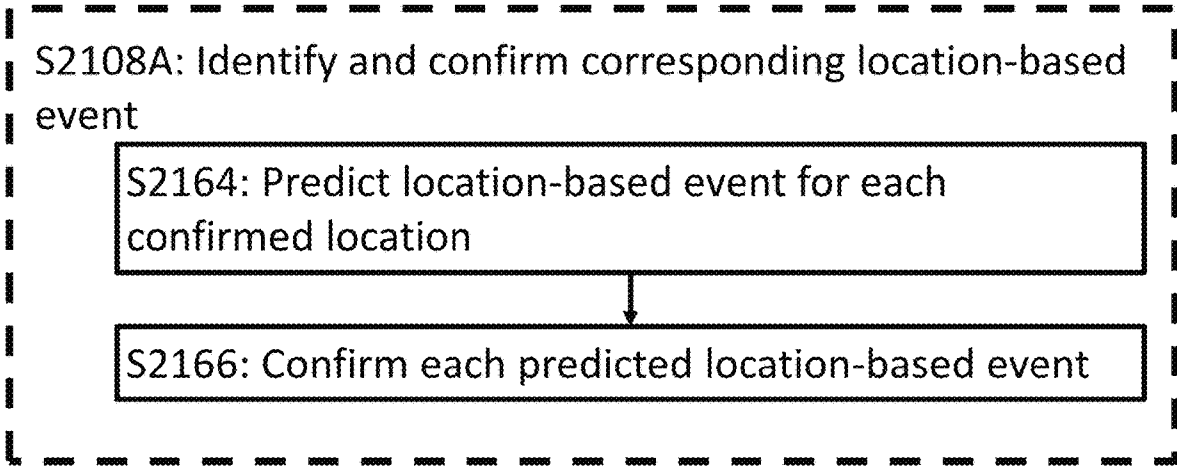 S2108A: Identify and confirm corresponding location-based
event
S2164: Predict location-based event for each
confirmed location
S2166: Confirm each predicted location-based event